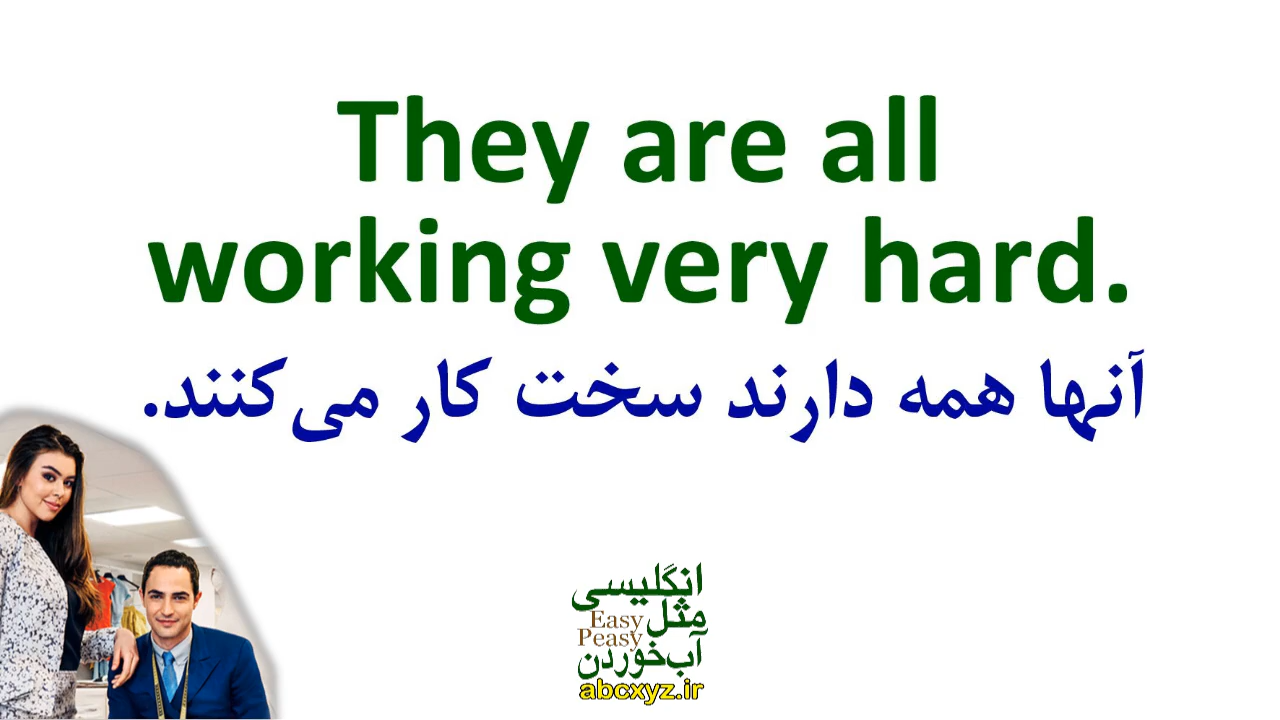 They are all
working very hard.
آنها همه دارند سخت کار می‌کنند.
انگلیسی
مثل
Easy
Peasy
آب‌خوردن
abcxyz.ir